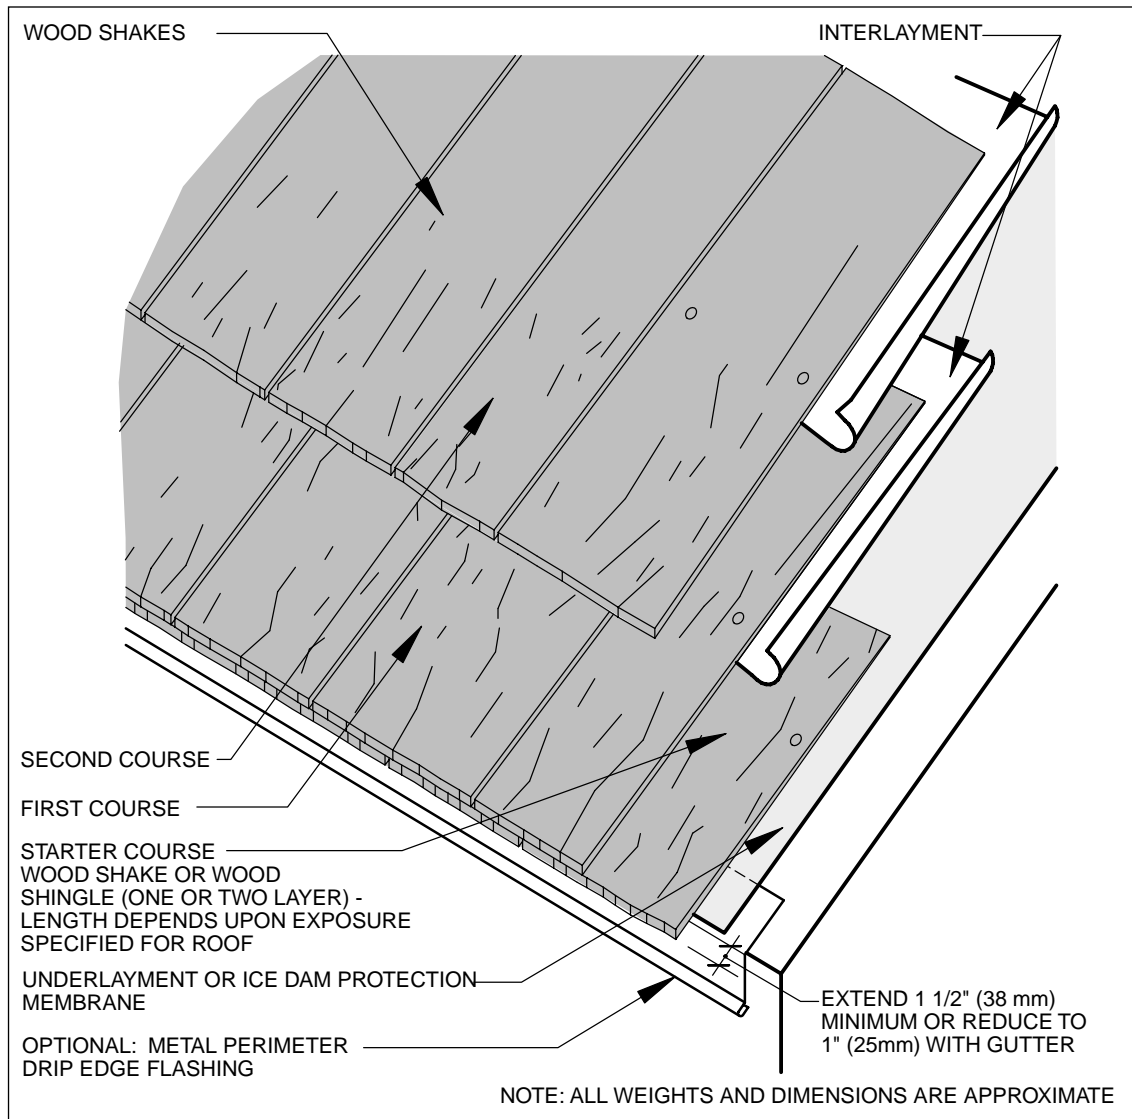 WOOD SHAKES
INTERLAYMENT
SECOND COURSE
FIRST COURSE
STARTER COURSE
WOOD SHAKE OR WOOD
SHINGLE (ONE OR TWO LAYER) -
LENGTH DEPENDS UPON EXPOSURE
SPECIFIED FOR ROOF
UNDERLAYMENT OR ICE DAM PROTECTION
MEMBRANE
OPTIONAL: METAL PERIMETER
DRIP EDGE FLASHING
EXTEND 1 1/2" (38 mm)
MINIMUM OR REDUCE TO
1" (25mm) WITH GUTTER
NOTE: ALL WEIGHTS AND DIMENSIONS ARE APPROXIMATE